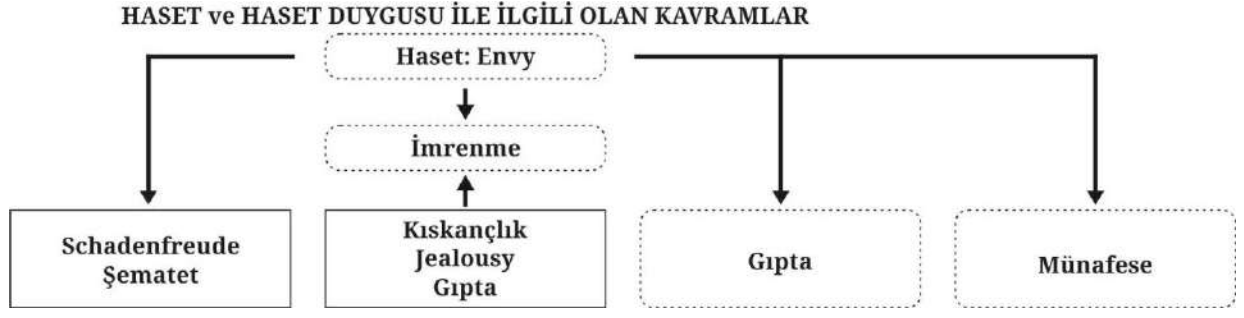 HASET ve HASET DUYGUSU İLE İLGİLİ OLAN KAVRAMLAR
Haset: Envy
İmrenme
Schadenfreude
Şematet
Kıskançlık
Jealousy
Gıpta
Gıpta
Münafese